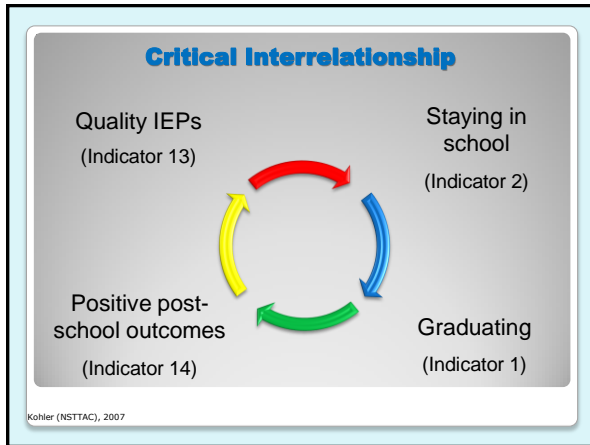 Critical Interrelationship
Quality IEPs
(Indicator 13)
Staying in
school
(Indicator 2)
Positive post-
school outcomes
(Indicator 14)
Graduating
(Indicator 1)
Kohler (NSTTAC), 2007